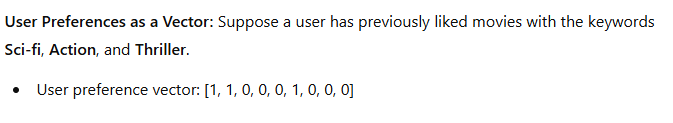 User Preferences as a Vector: Suppose a user has previously liked movies with the keywords
Sci-fi, Action, and Thriller.
• User preference vector: [1, 1, 0, 0, 0, 1, 0, 0, 0]